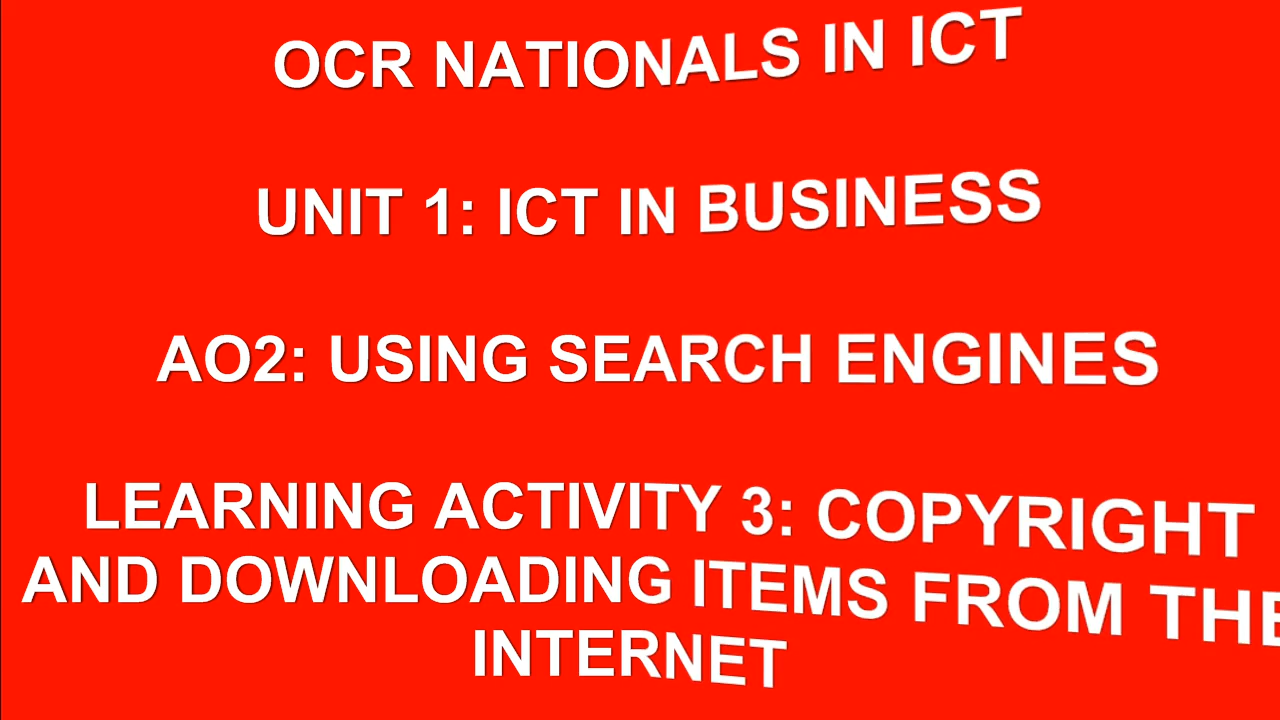 OCR NATIONALS IN ICT
UNIT 1: ICT IN BUSINESS
AO2: USING SEARCH ENGINES
LEARNING ACTIVITY 3: COPYRIGHT
AND DOWNLOADING ITEMS FROM THE
INTERNET